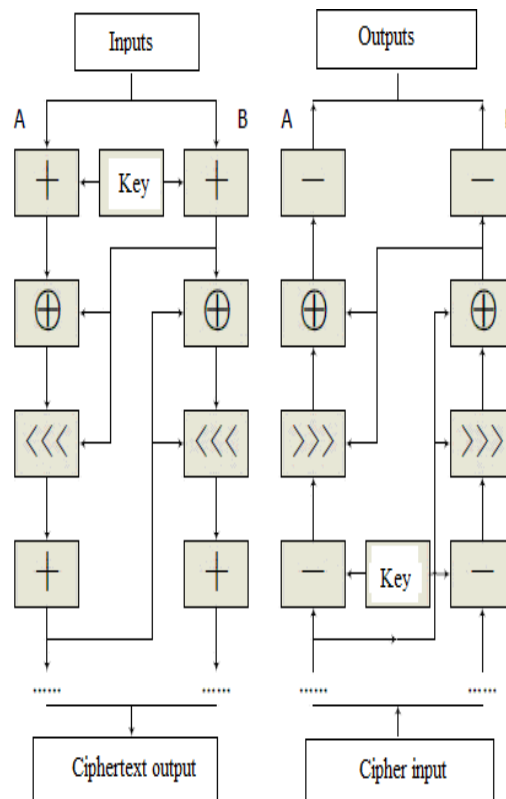 Inputs
Outputs
A
B
A
+
Key
+
−
−
⊕
⊕
⊕
⊕
<<<
<<<
>>>
>>>
+
+
−
Key
−
......
......
......
......
Ciphertext output
Cipher input